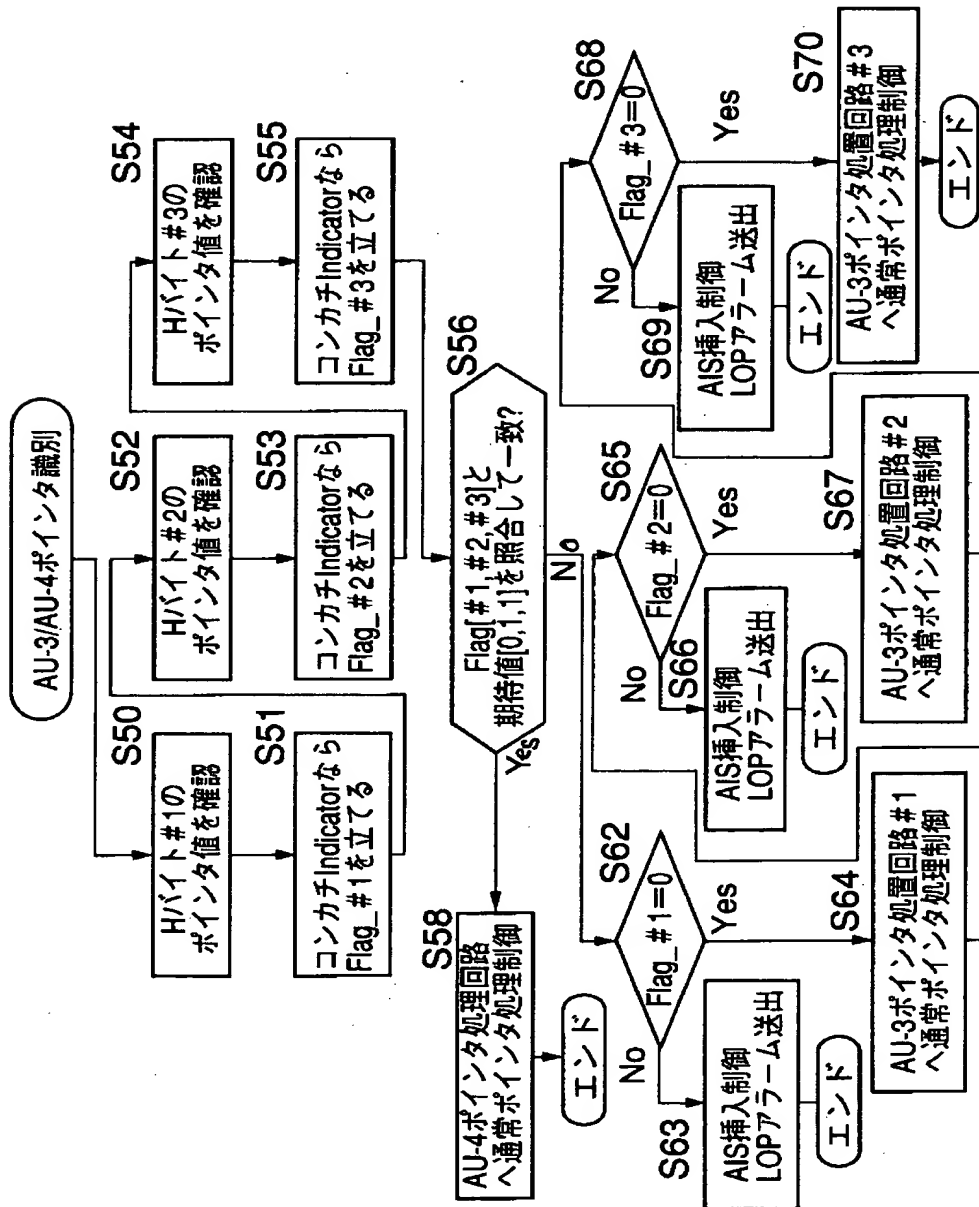 AU-3/AU-4ポインタ識別
S50
Hバイト#1の
ポインタ値を確認
S51
コンカチIndicatorなら
Flag_#1を立てる
S52
Hバイト#2の
ポインタ値を確認
S53
コンカチIndicatorなら
Flag_#2を立てる
S54
Hバイト#3の
ポインタ値を確認
S55
コンカチIndicatorなら
Flag_#3を立てる
S56
Flag[#1,#2,#3]と
期待値[0,1,1]を照合して一致?
Yes
No
S58
AU-4ポインタ処理回路
へ通常ポインタ処理制御
エンド
S62
Flag_#1=0
No
Yes
S63
AIS挿入制御
LOPアラーム送出
エンド
S64
AU-3ポインタ処置回路#1
へ通常ポインタ処理制御
S65
Flag_#2=0
No
Yes
S66
AIS挿入制御
LOPアラーム送出
エンド
S67
AU-3ポインタ処置回路#2
へ通常ポインタ処理制御
S68
Flag_#3=0
No
Yes
S69
AIS挿入制御
LOPアラーム送出
エンド
S70
AU-3ポインタ処置回路#3
へ通常ポインタ処理制御
エンド